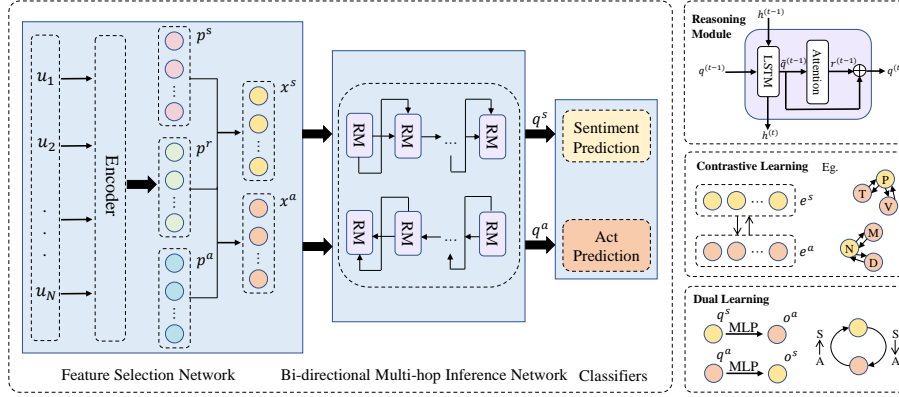 u₁
u₂
.
.
.
u_N
Encoder
pˢ
pʳ
pᵃ
xˢ
xᵃ
RM
RM
...
RM
RM
RM
...
RM
qˢ
qᵃ
Sentiment
Prediction
Act
Prediction
Feature Selection Network
Bi-directional Multi-hop Inference Network
Classifiers
Reasoning
Module
h⁽ᵗ⁻¹⁾
q⁽ᵗ⁻¹⁾
LSTM
q̃⁽ᵗ⁻¹⁾
Attention
r⁽ᵗ⁻¹⁾
h⁽ᵗ⁾
Contrastive Learning
Eg.
eˢ
eᵃ
P
T
V
M
N
D
Dual Learning
qˢ
MLP
oᵃ
qᵃ
MLP
oˢ
S
A
S
A